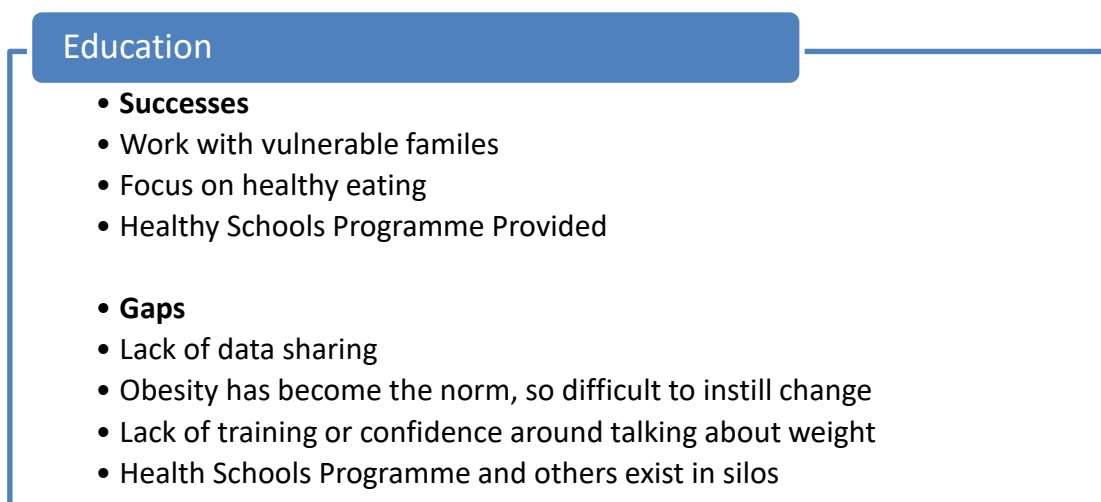 Education
• Successes
• Work with vulnerable familes
• Focus on healthy eating
• Healthy Schools Programme Provided
• Gaps
• Lack of data sharing
• Obesity has become the norm, so difficult to instill change
• Lack of training or confidence around talking about weight
• Health Schools Programme and others exist in silos